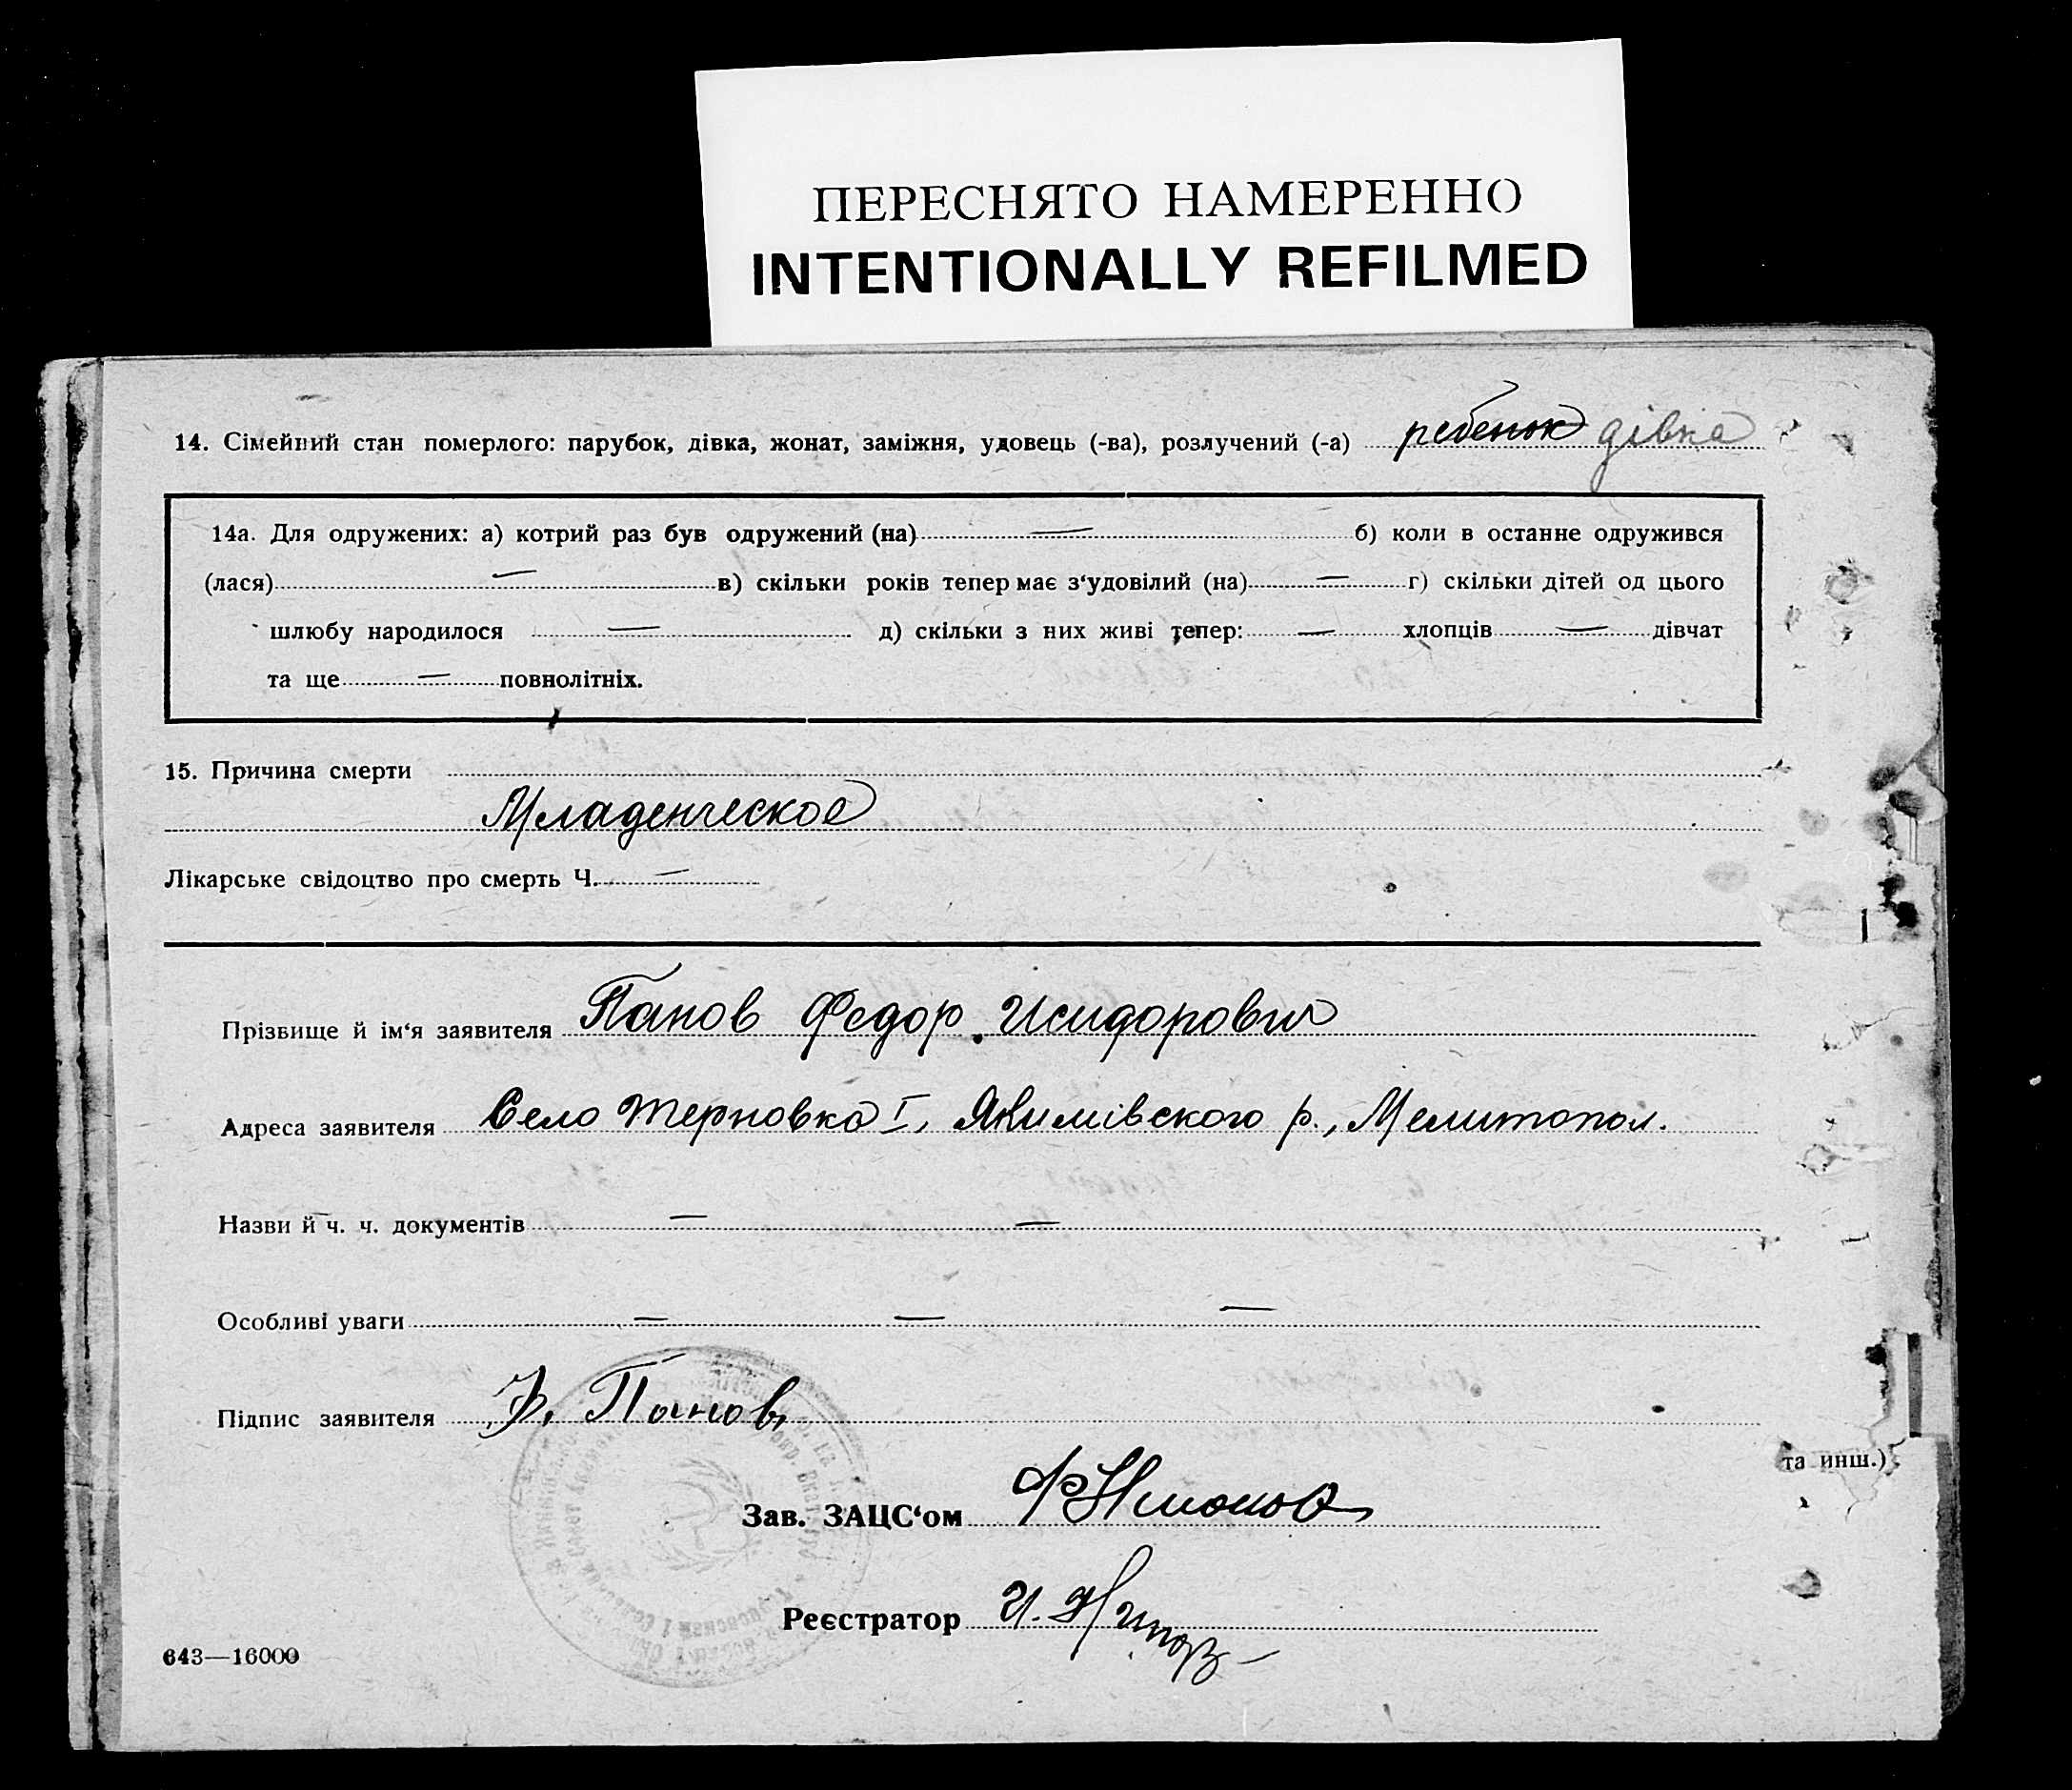 ПЕРЕСНЯТО НАМЕРЕННО
INTENTIONALLY REFILMED
14. Сімейний стан померлого: парубок, дівка, жонат, заміжня, удовець (-ва), розлучений (-а) ребенок дівка
14а. Для одружених: а) котрий раз був одружений (на) — б) коли в останне одружився
(лася) — в) скільки років тепер має з‘удовілий (на) — г) скільки дітей од цього
шлюбу народилося — д) скільки з них живі тепер: — хлопців — дівчат
та ще — повнолітніх.
15. Причина смерти
Младенческое
Лікарське свідоцтво про смерть Ч. —
Прізвище й ім‘я заявителя Панов Федор Исидорович
Адреса заявителя Село Терновка I, Якимівского р., Мелитопол.
Назви й ч. ч. документів — —
Особливі уваги — — —
Підпис заявителя Ф. Панов
та инш.)
Зав. ЗАЦС‘ом
Реєстратор И.
643—16000